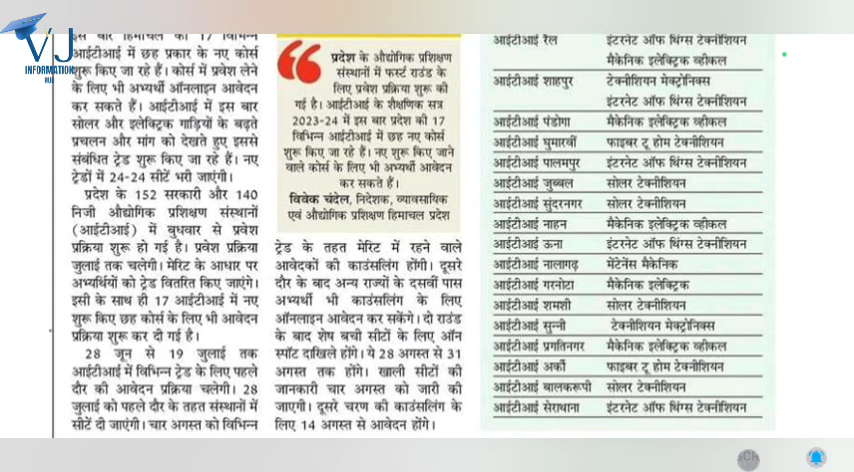 VJ
INFORMATION
HUB
इस बार हिमाचल की 17 विभिन्न
आईटीआई में छह प्रकार के नए कोर्स
शुरू किए जा रहे हैं। कोर्स में प्रवेश लेने
के लिए भी अभ्यर्थी ऑनलाइन आवेदन
कर सकते हैं। आईटीआई में इस बार
सोलर और इलेक्ट्रिक गाड़ियों के बढ़ते
प्रचलन और मांग को देखते हुए इससे
संबंधित ट्रेड शुरू किए जा रहे हैं। नए
ट्रेडों में 24-24 सीटें भरी जाएंगी।
प्रदेश के 152 सरकारी और 140
निजी औद्योगिक प्रशिक्षण संस्थानों
(आईटीआई) में बुधवार से प्रवेश
प्रक्रिया शुरू हो गई है। प्रवेश प्रक्रिया
जुलाई तक चलेगी। मेरिट के आधार पर
अभ्यर्थियों को ट्रेड वितरित किए जाएंगे।
इसी के साथ ही 17 आईटीआई में नए
शुरू किए छह कोर्स के लिए भी आवेदन
प्रक्रिया शुरू कर दी गई है।
28 जून से 19 जुलाई तक
आईटीआई में विभिन्न ट्रेड के लिए पहले
दौर की आवेदन प्रक्रिया चलेगी। 28
जुलाई को पहले दौर के तहत संस्थानों में
सीटें दी जाएंगी। चार अगस्त को विभिन्न
प्रदेश के औद्योगिक प्रशिक्षण
संस्थानों में फर्स्ट राउंड के
लिए प्रवेश प्रक्रिया शुरू की
गई है। आईटीआई के शैक्षणिक सत्र
2023-24 में इस बार प्रदेश की 17
विभिन्न आईटीआई में छह नए कोर्स
शुरू किए जा रहे हैं। नए शुरू किए जाने
वाले कोर्स के लिए भी अभ्यर्थी आवेदन
कर सकते हैं।
विवेक चंदेल, निदेशक, व्यावसायिक
एवं औद्योगिक प्रशिक्षण हिमाचल प्रदेश
ट्रेड के तहत मेरिट में रहने वाले
आवेदकों की काउंसलिंग होंगी। दूसरे
दौर के बाद अन्य राज्यों के दसवीं पास
अभ्यर्थी भी काउंसलिंग के लिए
ऑनलाइन आवेदन कर सकेंगे। दो राउंड
के बाद शेष बची सीटों के लिए ऑन
स्पॉट दाखिले होंगे। ये 28 अगस्त से 31
अगस्त तक होंगे। खाली सीटों की
जानकारी चार अगस्त को जारी की
जाएगी। दूसरे चरण की काउंसलिंग के
लिए 14 अगस्त से आवेदन होंगे।
आईटीआई रैल इंटरनेट ऑफ थिंग्स टेक्नीशियन
मैकेनिक इलेक्ट्रिक व्हीकल
आईटीआई शाहपुर टेक्नीशियन मेक्ट्रोनिक्स
इंटरनेट ऑफ थिंग्स टेक्नीशियन
आईटीआई पंडोगा मैकेनिक इलेक्ट्रिक व्हीकल
आईटीआई घुमारवीं फाइबर टू होम टेक्नीशियन
आईटीआई पालमपुर इंटरनेट ऑफ थिंग्स टेक्नीशियन
आईटीआई जुब्बल सोलर टेक्नीशियन
आईटीआई सुंदरनगर सोलर टेक्नीशियन
आईटीआई नाहन मैकेनिक इलेक्ट्रिक व्हीकल
आईटीआई ऊना इंटरनेट ऑफ थिंग्स टेक्नीशियन
आईटीआई नालागढ़ मेंटेनेंस मैकेनिक
आईटीआई गरनोटा मैकेनिक इलेक्ट्रिक
आईटीआई शमशी सोलर टेक्नीशियन
आईटीआई सुन्नी टेक्नीशियन मेक्ट्रोनिक्स
आईटीआई प्रगतिनगर मैकेनिक इलेक्ट्रिक व्हीकल
आईटीआई अर्की फाइबर टू होम टेक्नीशियन
आईटीआई बालकरूपी सोलर टेक्नीशियन
आईटीआई सेराथाना इंटरनेट ऑफ थिंग्स टेक्नीशियन